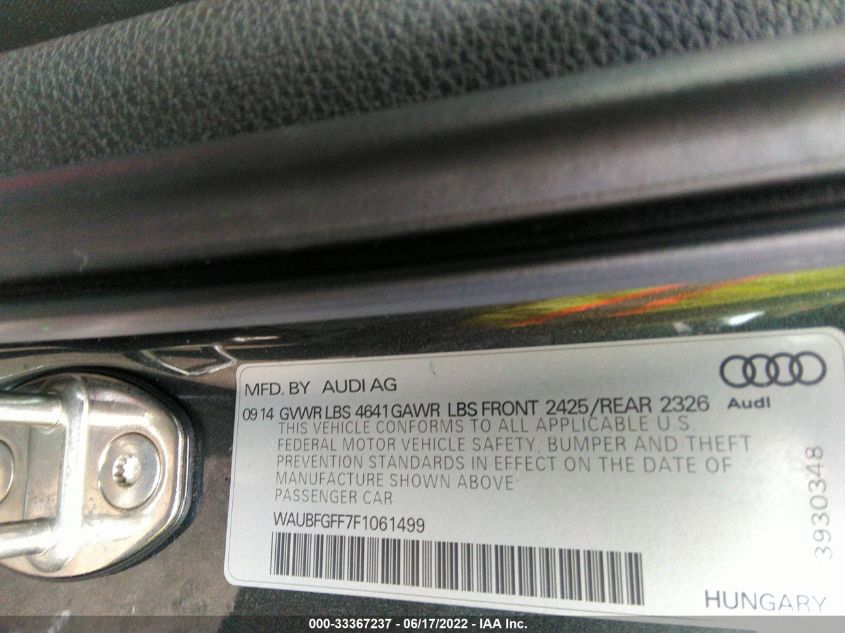 MFD. BY AUDI AG
Audi
09 14 GVWR LBS 4641 GAWR LBS FRONT 2425/REAR 2326
THIS VEHICLE CONFORMS TO ALL APPLICABLE U.S.
FEDERAL MOTOR VEHICLE SAFETY, BUMPER AND THEFT
PREVENTION STANDARDS IN EFFECT ON THE DATE OF
MANUFACTURE SHOWN ABOVE
PASSENGER CAR
WAUBFGFF7F1061499
3930348
HUNGARY
000-33367237 - 06/17/2022 - IAA Inc.